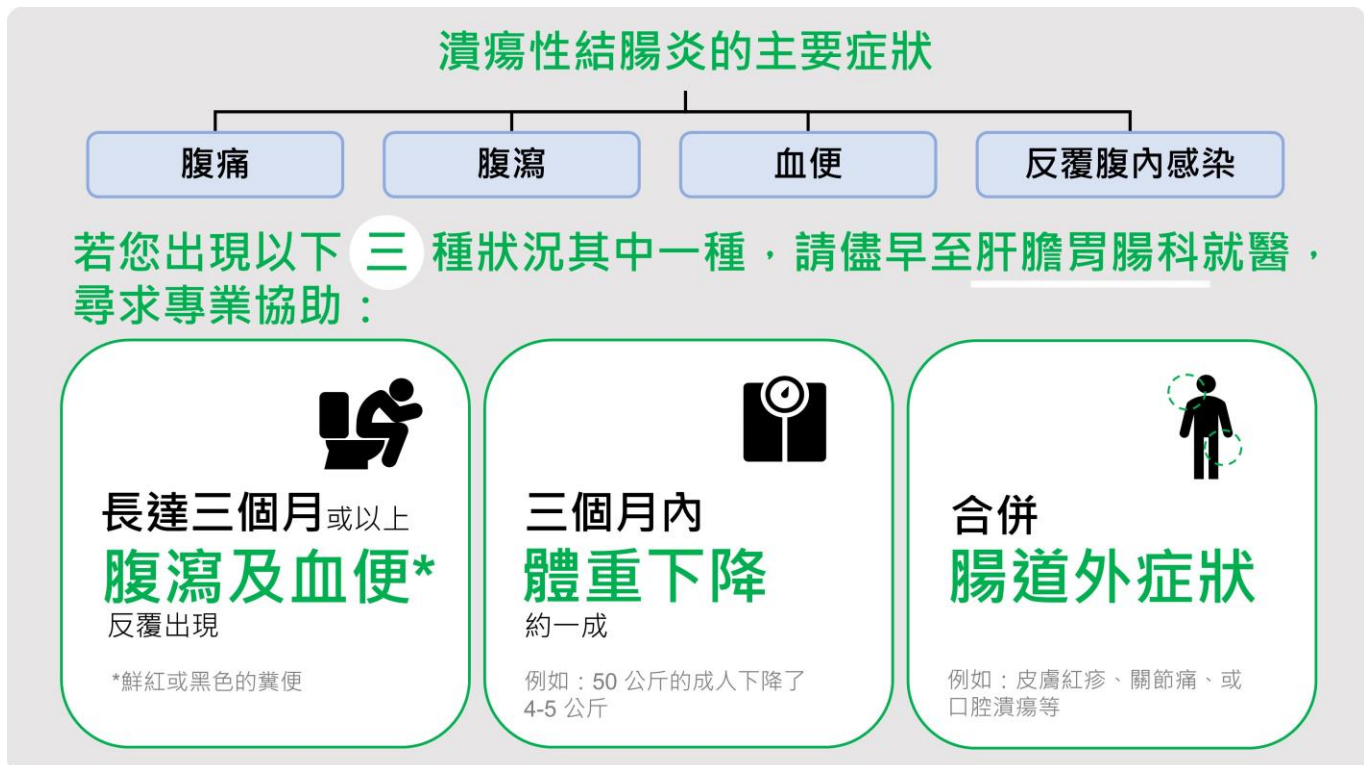 潰瘍性結腸炎的主要症狀
腹痛
腹瀉
血便
反覆腹內感染
若您出現以下 三 種狀況其中一種，請儘早至肝膽胃腸科就醫，
尋求專業協助：
長達三個月或以上
腹瀉及血便*
反覆出現
*鮮紅或黑色的糞便
三個月內
體重下降
約一成
例如：50 公斤的成人下降了
4-5 公斤
合併
腸道外症狀
例如：皮膚紅疹、關節痛、或
口腔潰瘍等